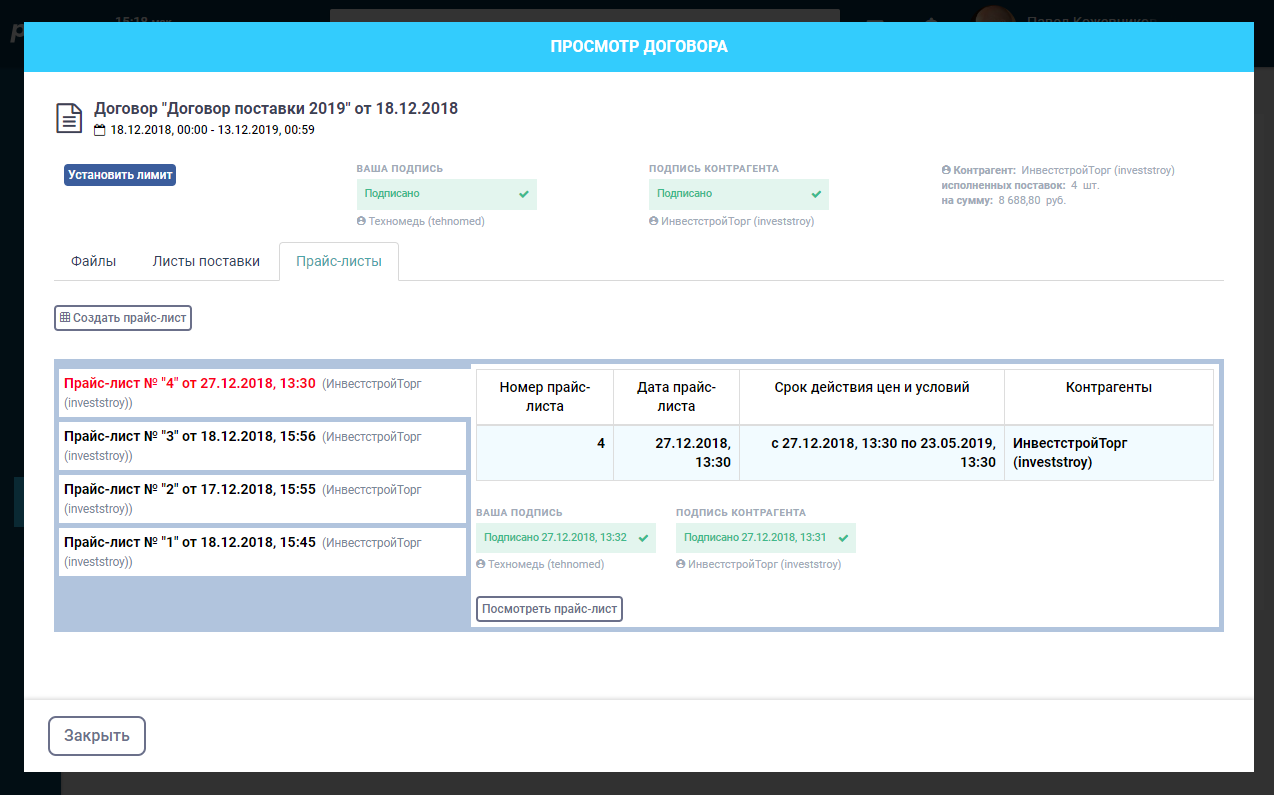 15:18
Павел Кожевников
ПРОСМОТР ДОГОВОРА
Договор "Договор поставки 2019" от 18.12.2018
18.12.2018, 00:00 - 13.12.2019, 00:59
Установить лимит
ВАША ПОДПИСЬ
Подписано
Техномедь (tehnomed)
ПОДПИСЬ КОНТРАГЕНТА
Подписано
ИнвестстройТорг (investstroy)
Контрагент: ИнвестстройТорг (investstroy)
исполненных поставок: 4 шт.
на сумму: 8 688,80 руб.
Файлы
Листы поставки
Прайс-листы
Создать прайс-лист
Прайс-лист № "4" от 27.12.2018, 13:30 (ИнвестстройТорг
(investstroy))
Прайс-лист № "3" от 18.12.2018, 15:56 (ИнвестстройТорг
(investstroy))
Прайс-лист № "2" от 17.12.2018, 15:55 (ИнвестстройТорг
(investstroy))
Прайс-лист № "1" от 18.12.2018, 15:45 (ИнвестстройТорг
(investstroy))
Номер прайс-
листа
Дата прайс-
листа
Срок действия цен и условий
Контрагенты
4
27.12.2018,
13:30
с 27.12.2018, 13:30 по 23.05.2019,
13:30
ИнвестстройТорг
(investstroy)
ВАША ПОДПИСЬ
Подписано 27.12.2018, 13:32
Техномедь (tehnomed)
ПОДПИСЬ КОНТРАГЕНТА
Подписано 27.12.2018, 13:31
ИнвестстройТорг (investstroy)
Посмотреть прайс-лист
Закрыть